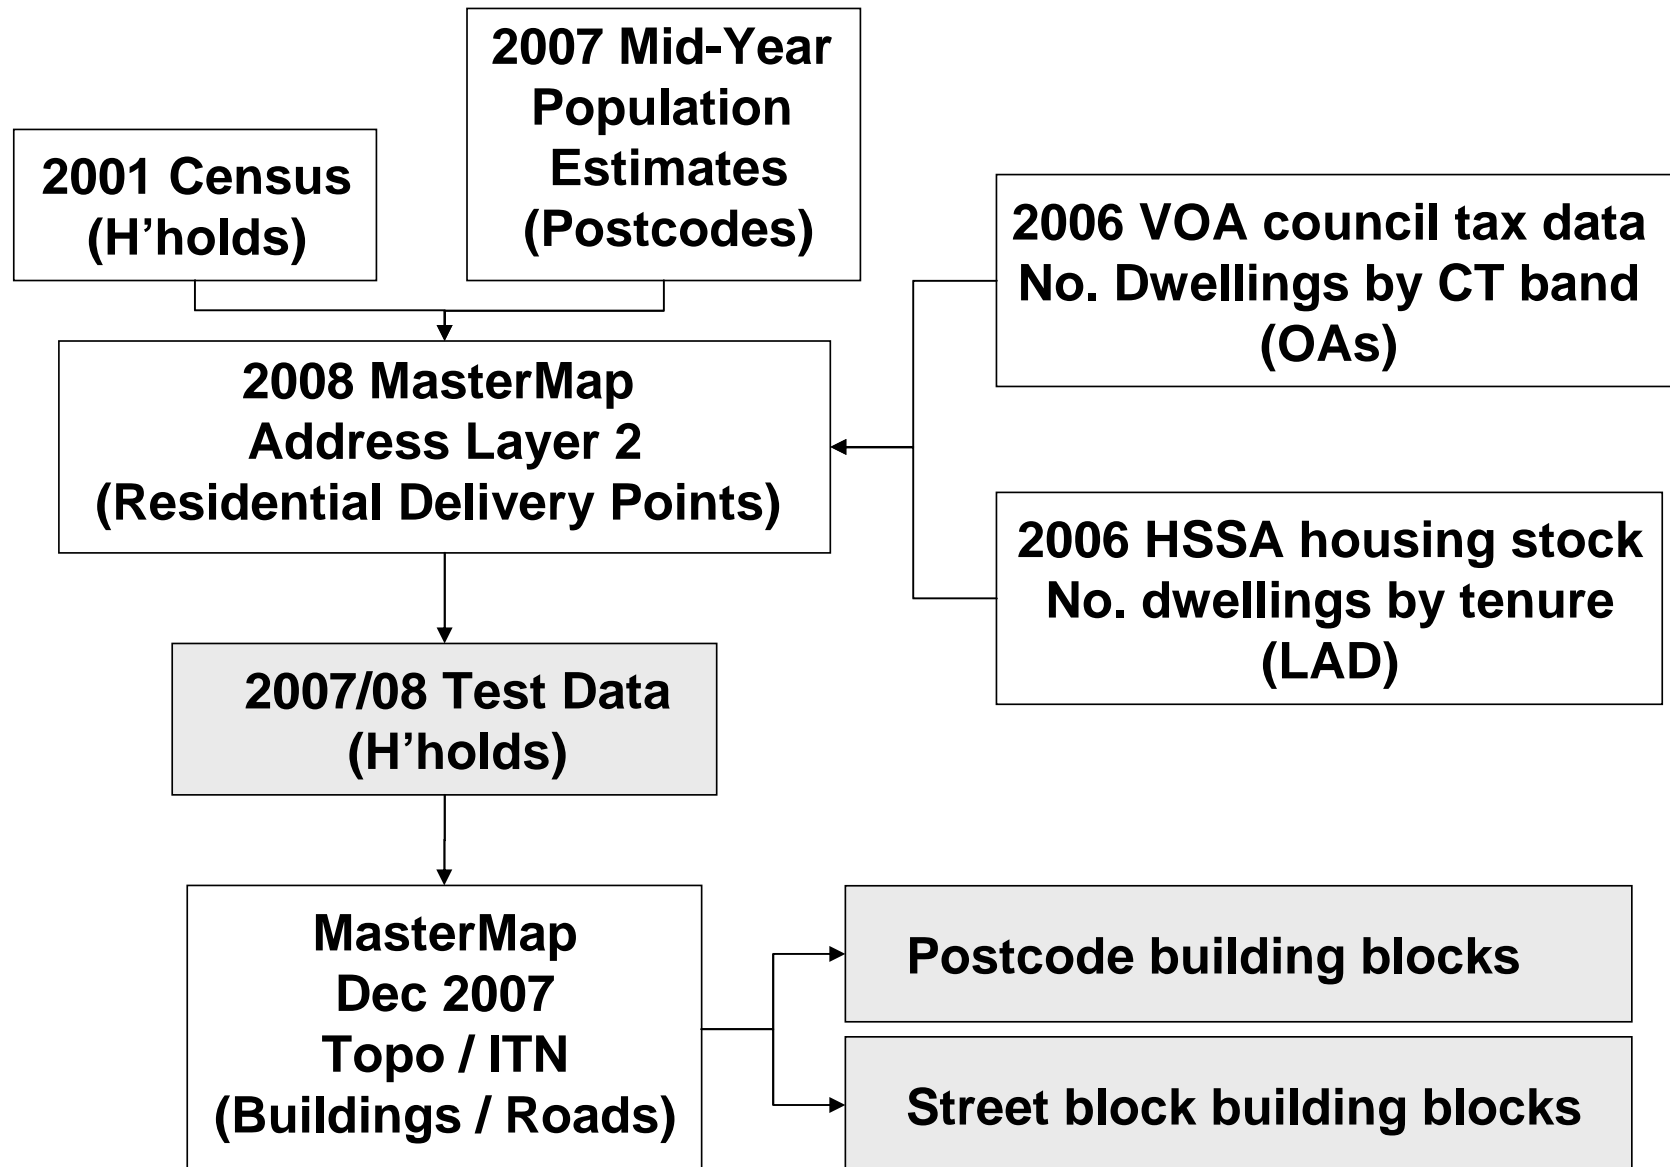 2007 Mid-Year
Population
Estimates
(Postcodes)
2001 Census
(H’holds)
2006 VOA council tax data
No. Dwellings by CT band
(OAs)
2008 MasterMap
Address Layer 2
(Residential Delivery Points)
2006 HSSA housing stock
No. dwellings by tenure
(LAD)
2007/08 Test Data
(H’holds)
MasterMap
Dec 2007
Topo / ITN
(Buildings / Roads)
Postcode building blocks
Street block building blocks